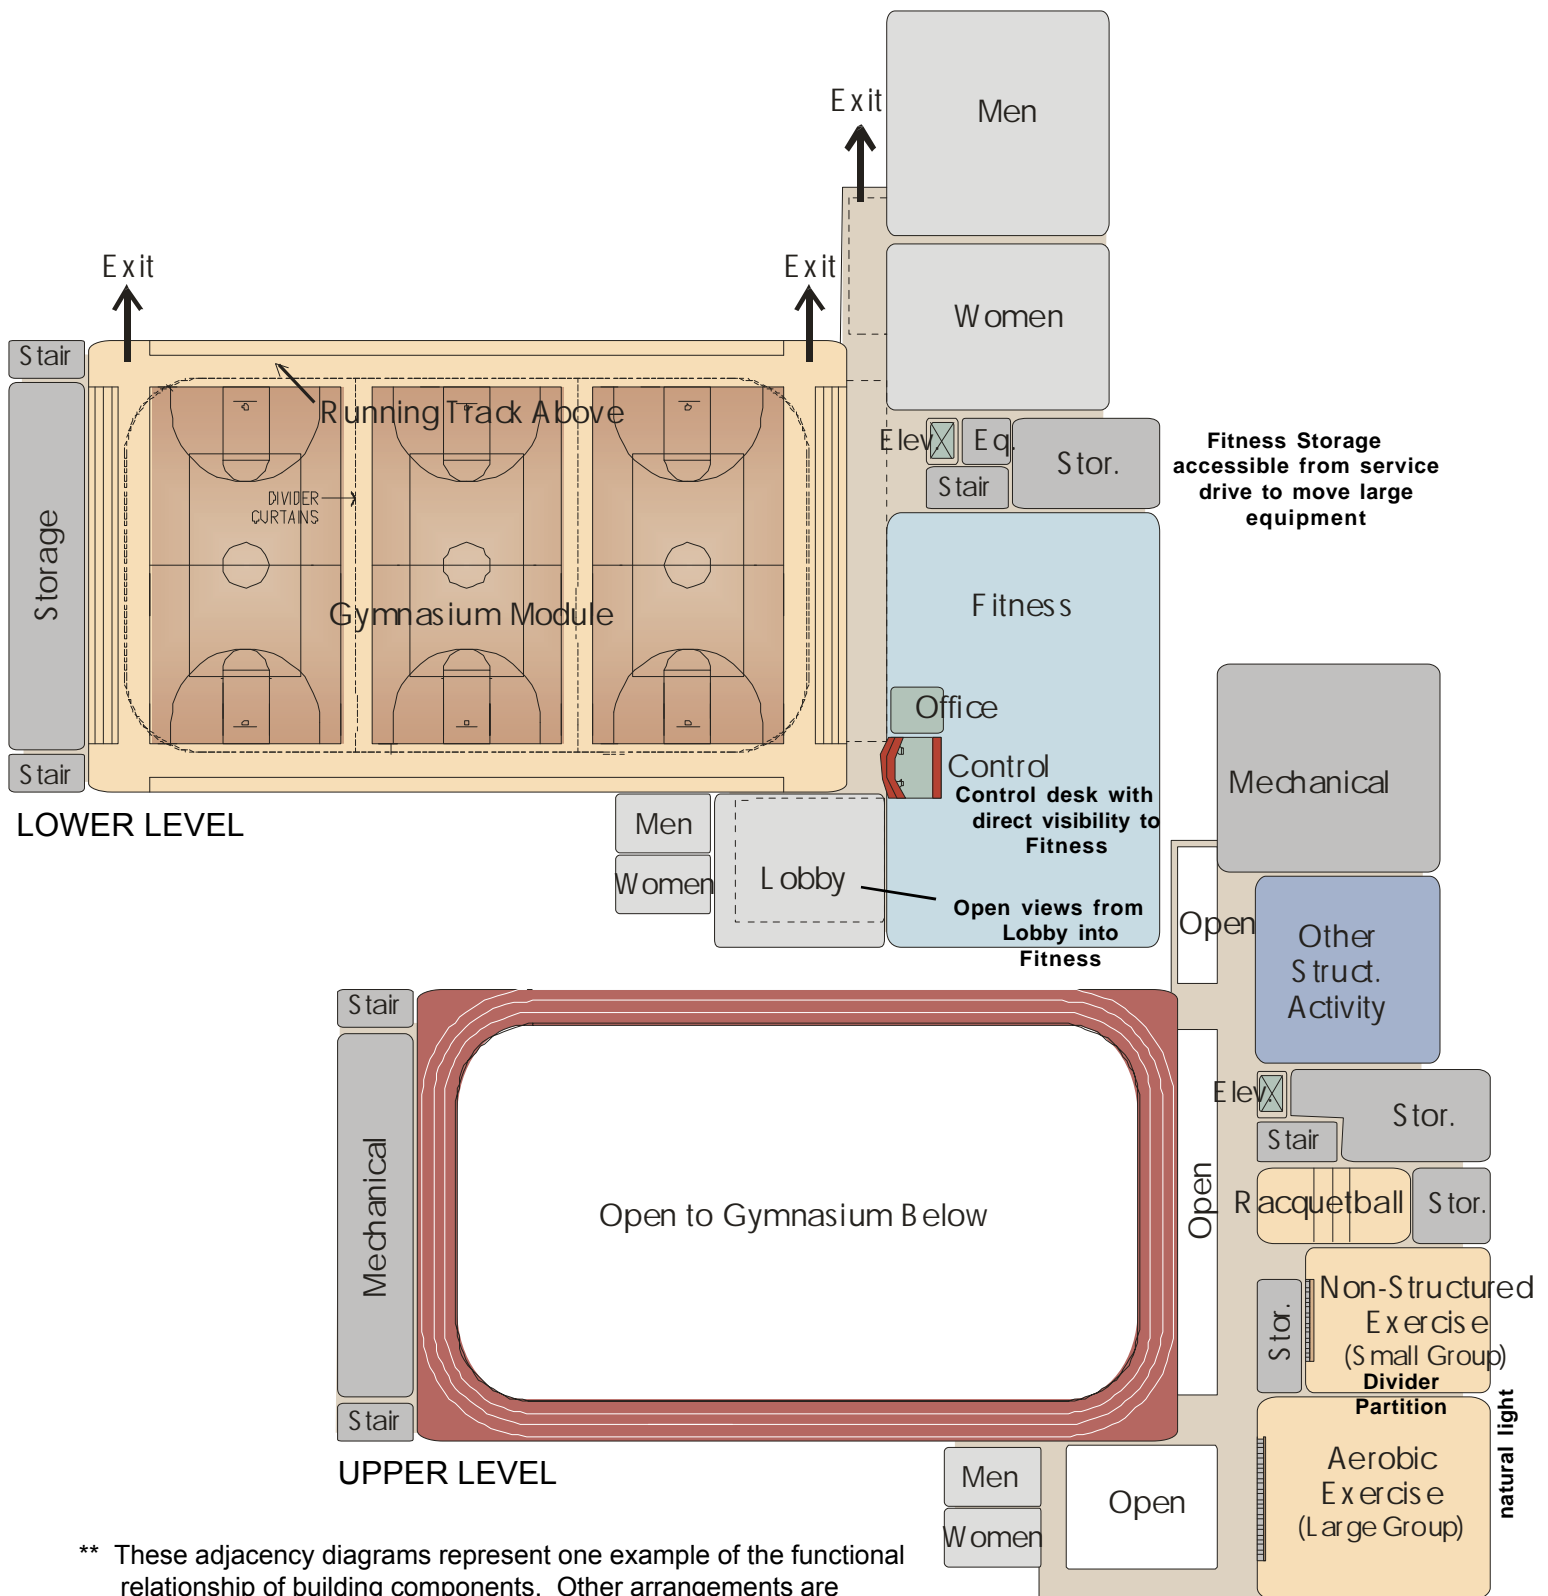 Men
Exit
Women
Exit
Exit
Stair
Running Track Above
Elev.
Eq.
Stor.
Stair
Fitness Storage
accessible from service
drive to move large
equipment
DIVIDER
CURTAINS
Storage
Gymnasium Module
Fitness
Office
Control
Control desk with
direct visibility to
Fitness
Stair
LOWER LEVEL
Men
Women
Lobby
Open views from
Lobby into
Fitness
Mechanical
Open
Other
Struct.
Activity
Stair
Elev.
Stor.
Stair
Mechanical
Open to Gymnasium Below
Open
Racquetball
Stor.
Stor.
Non-Structured
Exercise
(Small Group)
Divider
Partition
natural light
Aerobic
Exercise
(Large Group)
Stair
UPPER LEVEL
Men
Women
Open
** These adjacency diagrams represent one example of the functional
relationship of building components. Other arrangements are